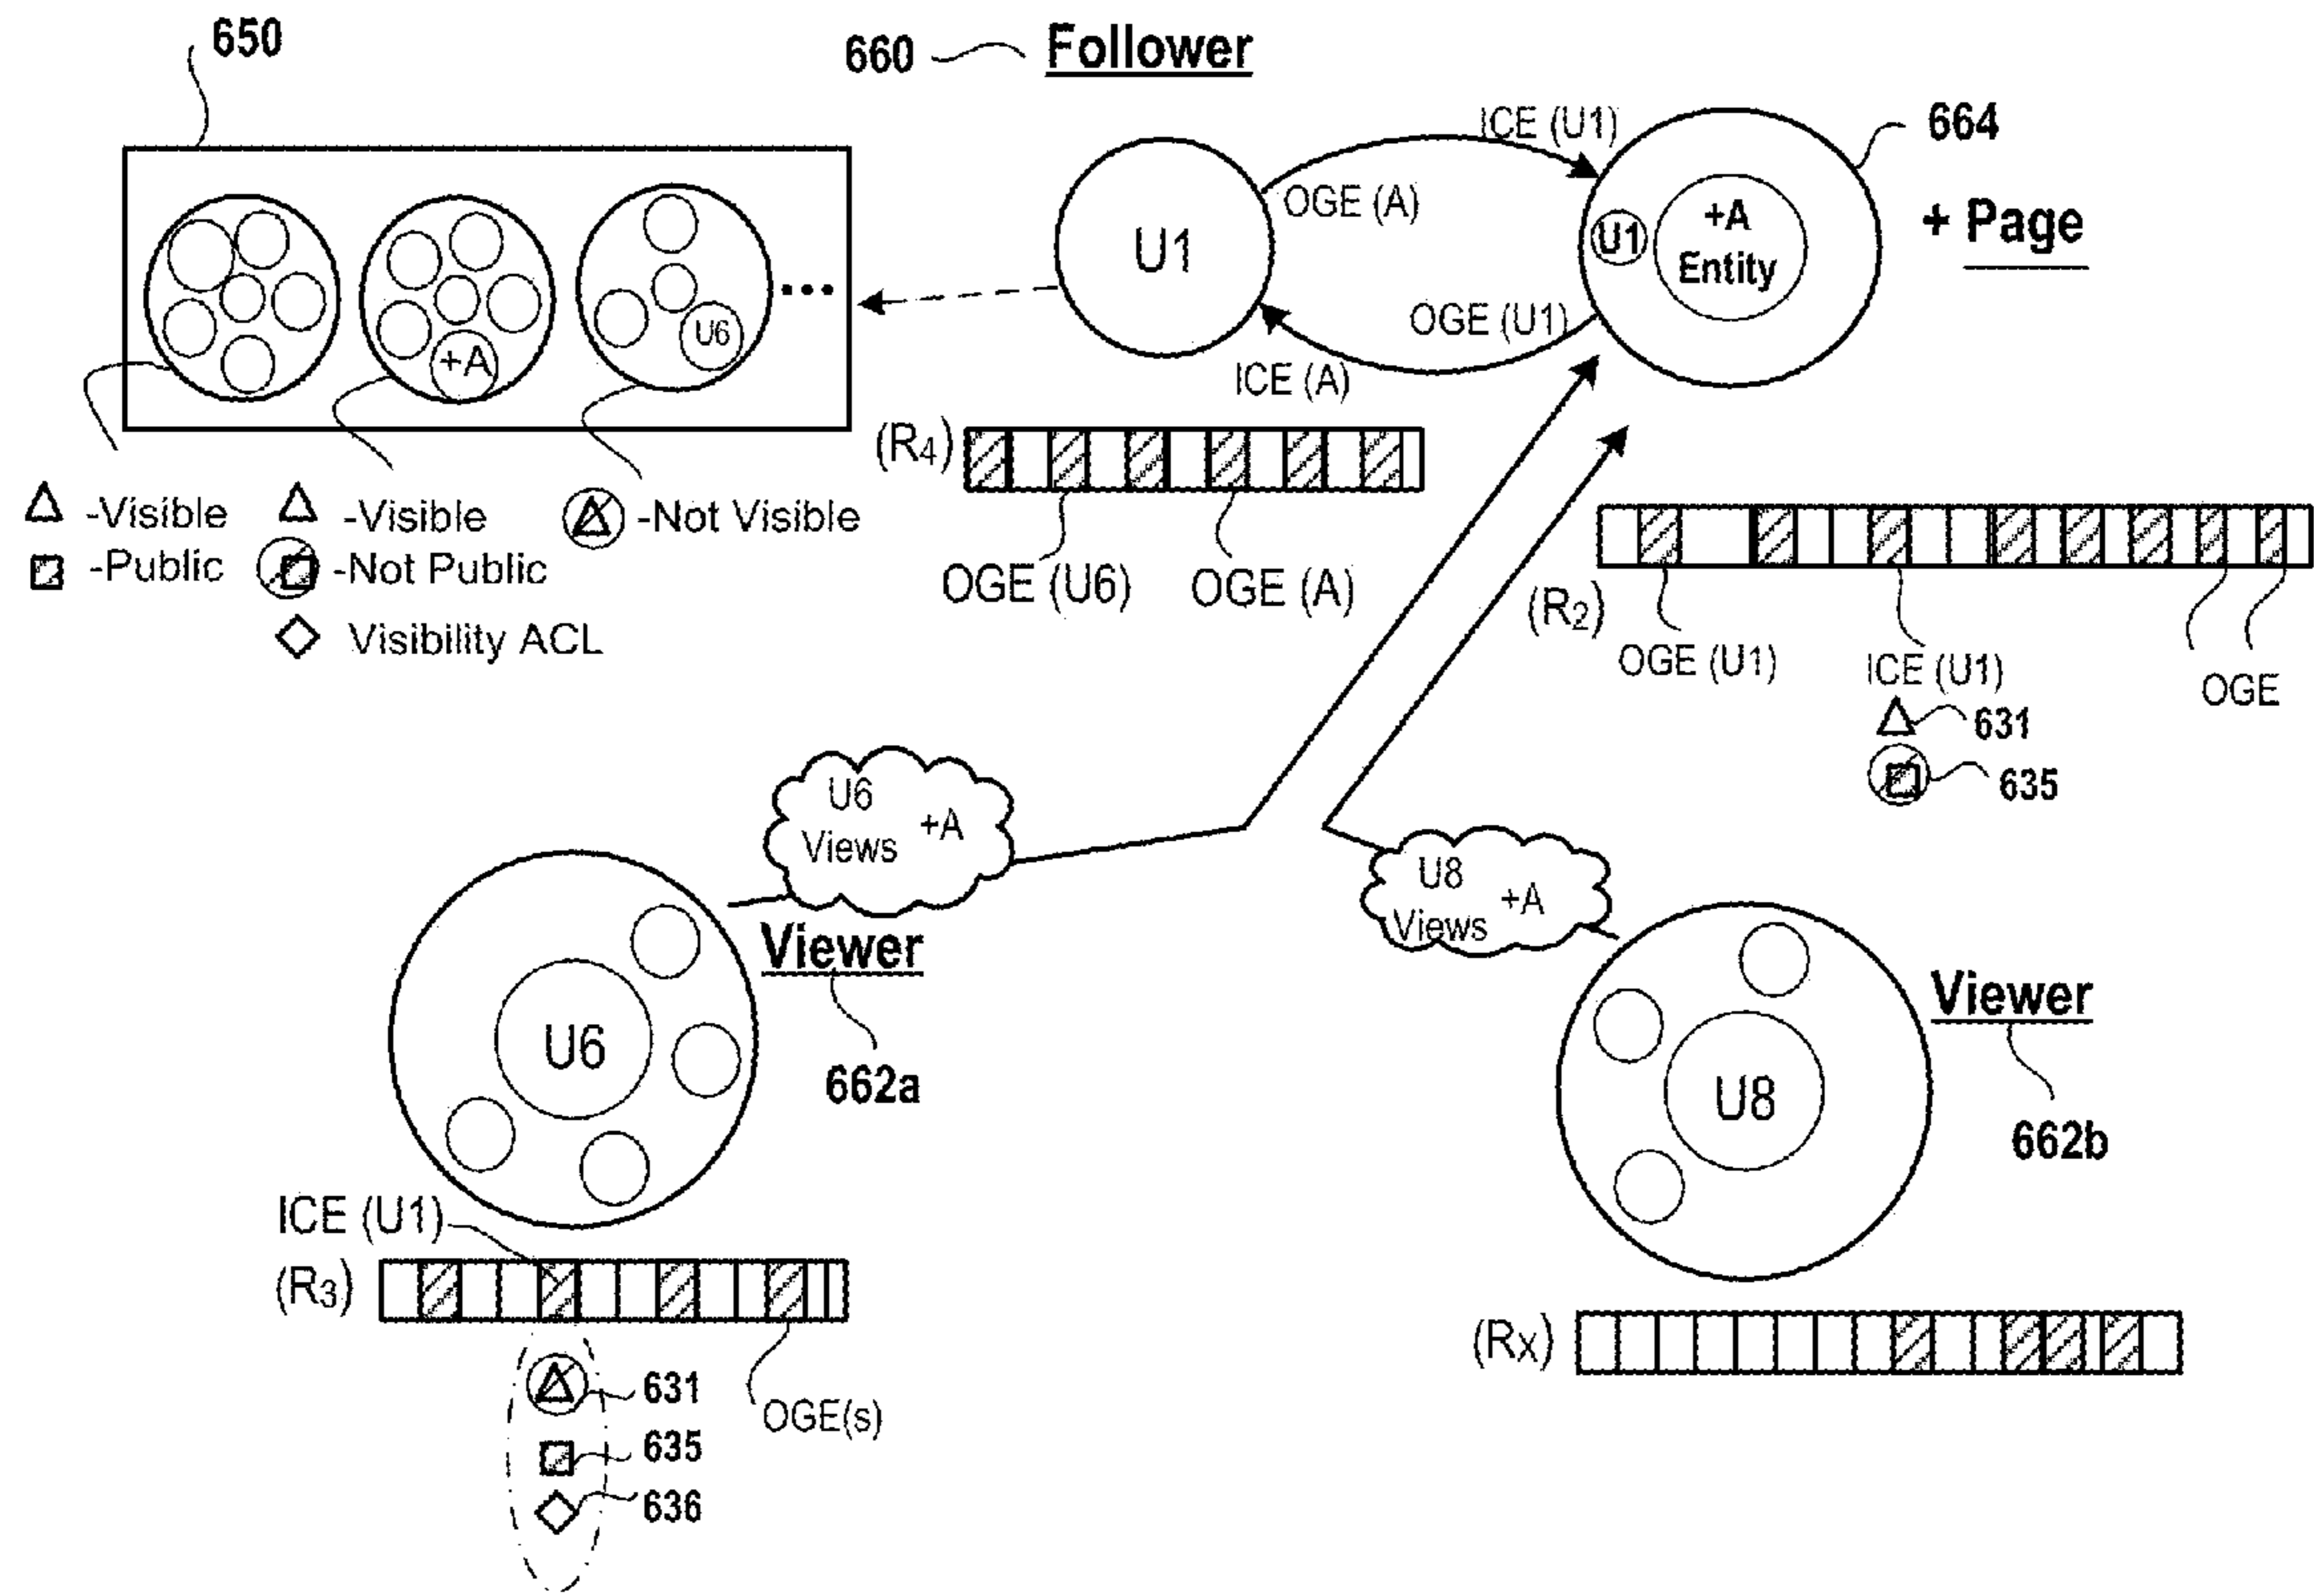 650
660 Follower
ICE (U1)
664
OGE (A)
U1
U1
+A
Entity
+ Page
OGE (U1)
ICE (A)
+A
U6
...
(R4)
OGE (U6)
OGE (A)
-Visible
-Public
-Visible
-Not Public
Visibility ACL
-Not Visible
(R2)
OGE (U1)
ICE (U1)
631
635
OGE
U6
Views
+A
U8
Views
+A
Viewer
662a
U6
Viewer
662b
U8
ICE (U1)
(R3)
631
635
636
OGE(s)
(RX)